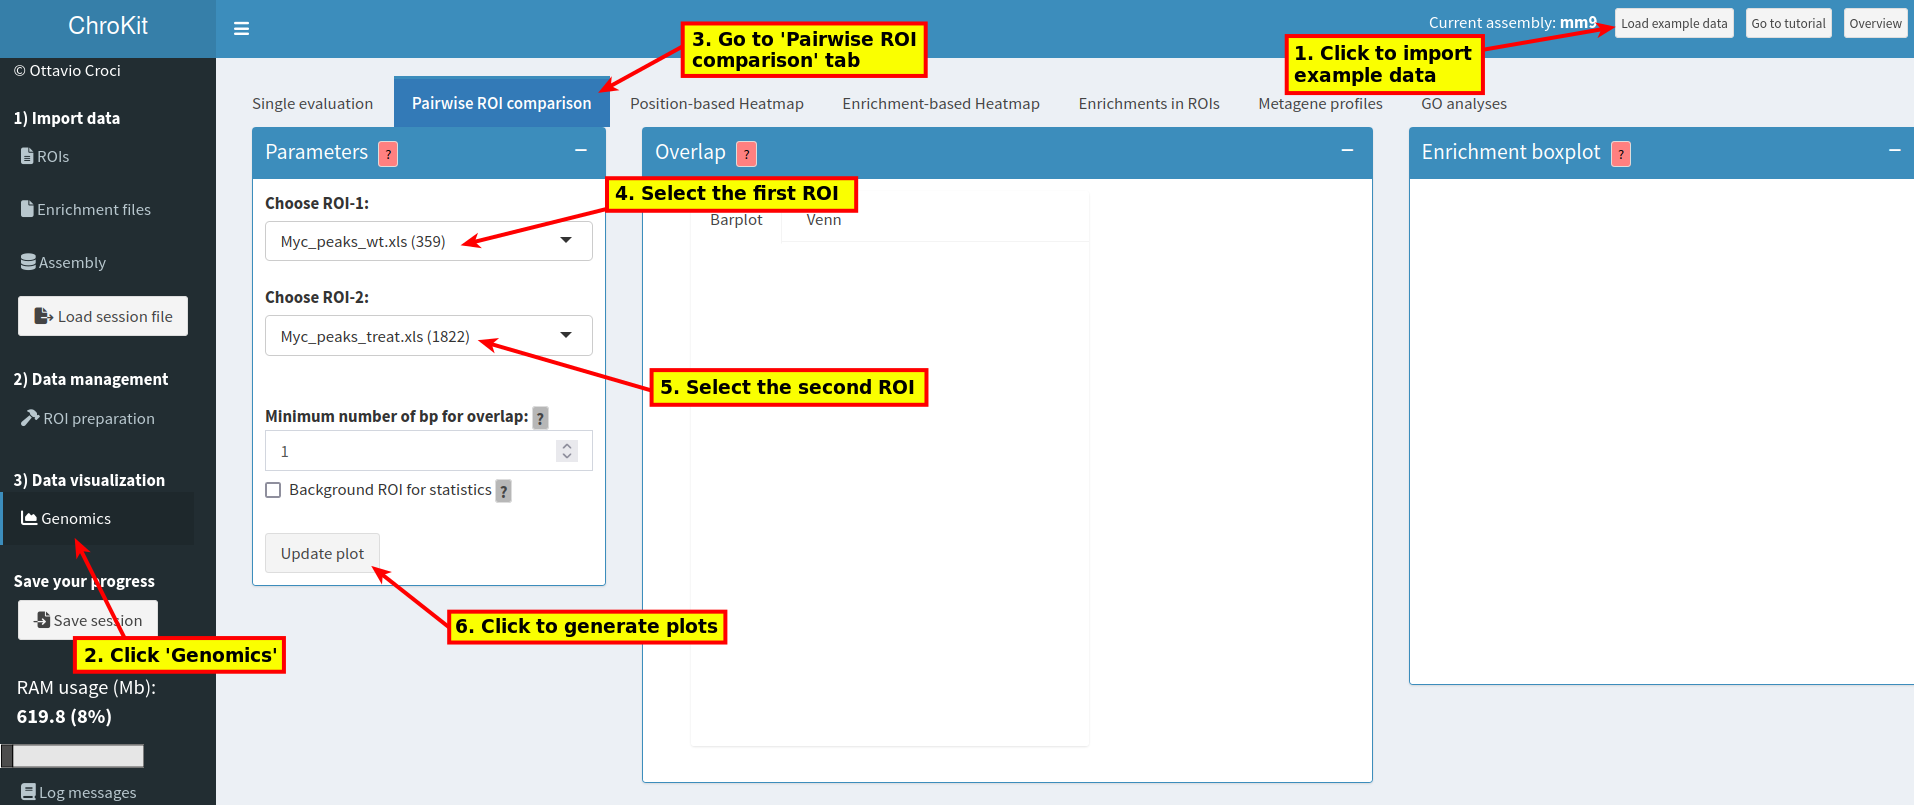 ChroKit
Current assembly: mm9
Load example data
Go to tutorial
Overview
3. Go to 'Pairwise ROI
comparison' tab
1. Click to import
example data
© Ottavio Croci
1) Import data
ROIs
Enrichment files
Assembly
Load session file
2) Data management
ROI preparation
3) Data visualization
Genomics
Save your progress
Save session
2. Click 'Genomics'
RAM usage (Mb):
619.8 (8%)
Log messages
Single evaluation
Pairwise ROI comparison
Position-based Heatmap
Enrichment-based Heatmap
Enrichments in ROIs
Metagene profiles
GO analyses
Parameters ?
Choose ROI-1:
Myc_peaks_wt.xls (359)
4. Select the first ROI
Choose ROI-2:
Myc_peaks_treat.xls (1822)
5. Select the second ROI
Minimum number of bp for overlap: ?
1
Background ROI for statistics ?
Update plot
6. Click to generate plots
Overlap ?
Barplot
Venn
Enrichment boxplot ?